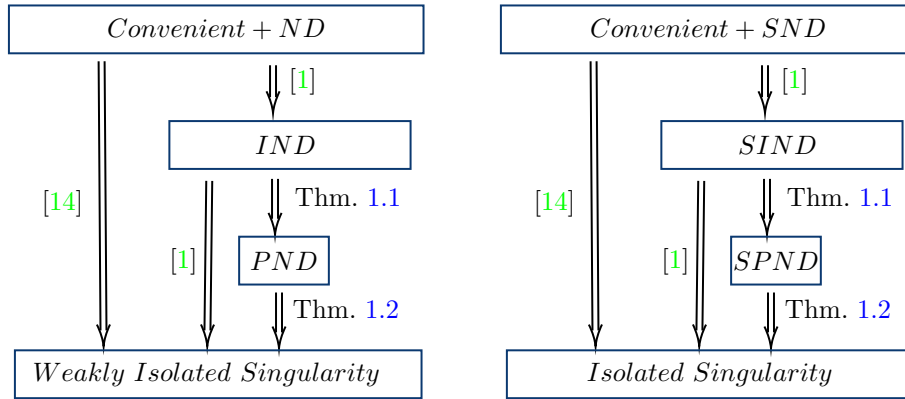 Convenient + ND
[1]
IND
[14]
Thm. 1.1
[1]
PND
Thm. 1.2
Weakly Isolated Singularity
Convenient + SND
[1]
SIND
[14]
Thm. 1.1
[1]
SPND
Thm. 1.2
Isolated Singularity